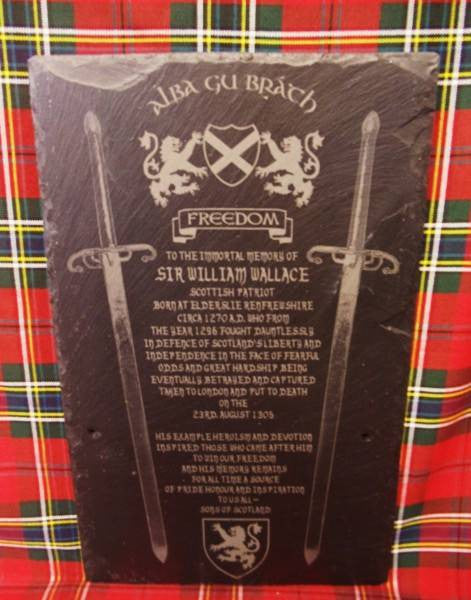 ALBA GU BRÁTH
FREEDOM
TO THE IMMORTAL MEMORY OF
SIR WILLIAM WALLACE
SCOTTISH PATRIOT
BORN AT ELDERSLIE RENFREWSHIRE
CIRCA 1270 A.D. WHO FROM
THE YEAR 1296 FOUGHT DAUNTLESSLY
IN DEFENCE OF SCOTLAND'S LIBERTY AND
INDEPENDENCE IN THE FACE OF FEARFUL
ODDS AND GREAT HARDSHIP BEING
EVENTUALLY BETRAYED AND CAPTURED
TAKEN TO LONDON AND PUT TO DEATH
ON THE
23RD. AUGUST 1305
HIS EXAMPLE HEROISM AND DEVOTION
INSPIRED THOSE WHO CAME AFTER HIM
TO WIN OUR FREEDOM
AND HIS MEMORY REMAINS
FOR ALL TIME A SOURCE
OF PRIDE HONOUR AND INSPIRATION
TO US ALL ~
SONS OF SCOTLAND